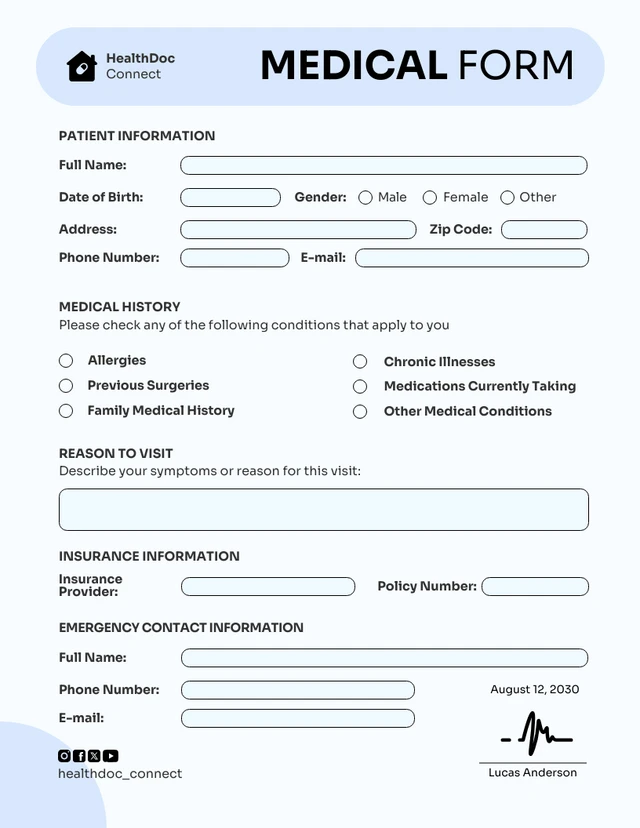 HealthDoc
Connect
MEDICAL FORM
PATIENT INFORMATION
Full Name:
Date of Birth: Gender: Male Female Other
Address: Zip Code:
Phone Number: E-mail:
MEDICAL HISTORY
Please check any of the following conditions that apply to you
Allergies Chronic Illnesses
Previous Surgeries Medications Currently Taking
Family Medical History Other Medical Conditions
REASON TO VISIT
Describe your symptoms or reason for this visit:
INSURANCE INFORMATION
Insurance
Provider: Policy Number:
EMERGENCY CONTACT INFORMATION
Full Name:
Phone Number: August 12, 2030
E-mail:
healthdoc_connect Lucas Anderson